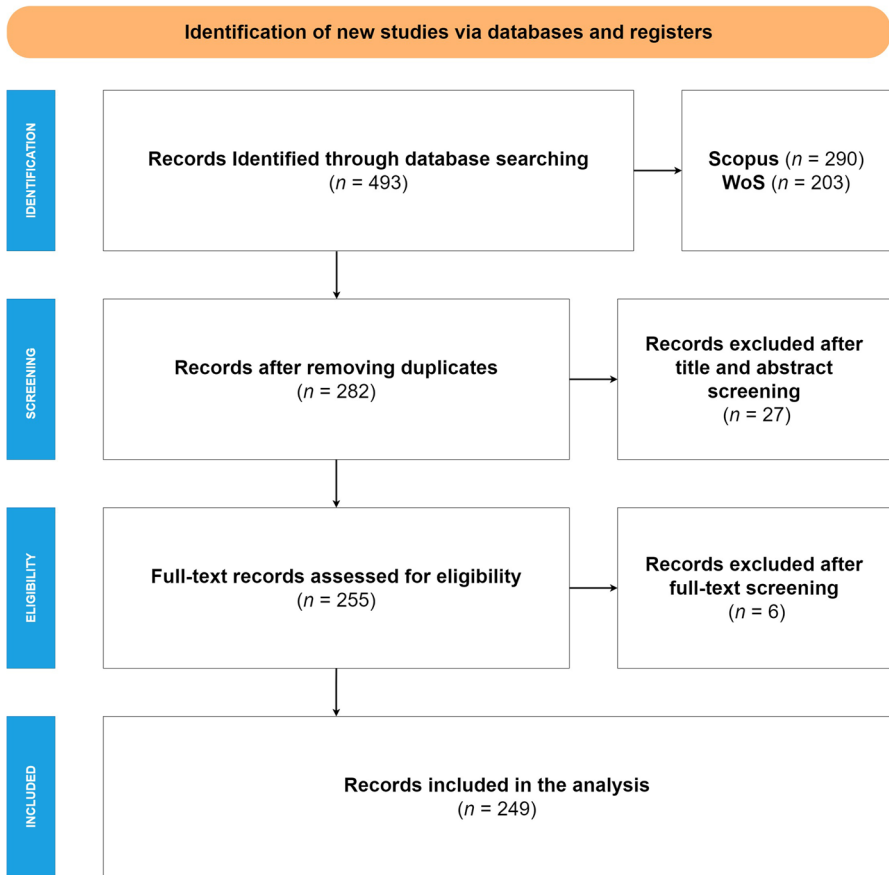 Identification of new studies via databases and registers
IDENTIFICATION
Records Identified through database searching
(n = 493)
Scopus (n = 290)
WoS (n = 203)
SCREENING
Records after removing duplicates
(n = 282)
Records excluded after
title and abstract
screening
(n = 27)
ELIGIBILITY
Full-text records assessed for eligibility
(n = 255)
Records excluded after
full-text screening
(n = 6)
INCLUDED
Records included in the analysis
(n = 249)